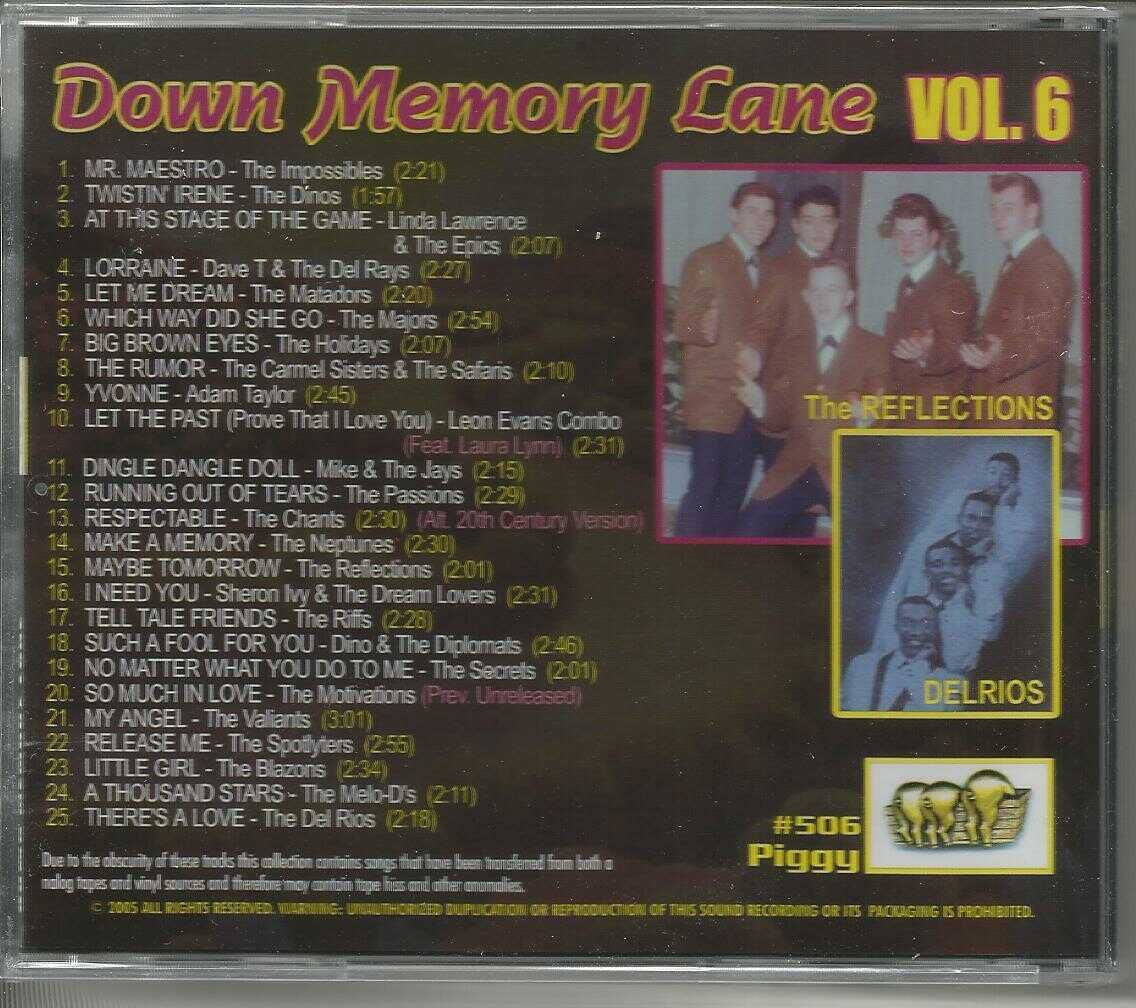 Down Memory Lane VOL. 6
1. MR. MAESTRO - The Impossibles (2:21)
2. TWISTIN' IRENE - The Dinos (1:57)
3. AT THIS STAGE OF THE GAME - Linda Lawrence
& The Epics (2:07)
4. LORRAINE - Dave T & The Del Rays (2:27)
5. LET ME DREAM - The Matadors (2:20)
6. WHICH WAY DID SHE GO - The Majors (2:54)
7. BIG BROWN EYES - The Holidays (2:07)
8. THE RUMOR - The Carmel Sisters & The Safaris (2:10)
9. YVONNE - Adam Taylor (2:45)
10. LET THE PAST (Prove That I Love You) - Leon Evans Combo
(Feat. Laura Lynn) (2:31)
11. DINGLE DANGLE DOLL - Mike & The Jays (2:15)
12. RUNNING OUT OF TEARS - The Passions (2:29)
13. RESPECTABLE - The Chants (2:30) (Alt. 20th Century Version)
14. MAKE A MEMORY - The Neptunes (2:30)
15. MAYBE TOMORROW - The Reflections (2:01)
16. I NEED YOU - Sheron Ivy & The Dream Lovers (2:31)
17. TELL TALE FRIENDS - The Riffs (2:28)
18. SUCH A FOOL FOR YOU - Dino & The Diplomats (2:46)
19. NO MATTER WHAT YOU DO TO ME - The Secrets (2:01)
20. SO MUCH IN LOVE - The Motivations (Prev. Unreleased)
21. MY ANGEL - The Valiants (3:01)
22. RELEASE ME - The Spotlyters (2:55)
23. LITTLE GIRL - The Blazons (2:34)
24. A THOUSAND STARS - The Melo-D's (2:11)
25. THERE'S A LOVE - The Del Rios (2:18)
The REFLECTIONS
DELRIOS
#506
Piggy
Due to the obscurity of these tracks this collection contains songs that have been transferred from both a
nalog tapes and vinyl sources and therefore may contain tape hiss and other anomalies.
© 2005 ALL RIGHTS RESERVED. WARNING: UNAUTHORIZED DUPLICATION OR REPRODUCTION OF THIS SOUND RECORDING OR ITS PACKAGING IS PROHIBITED.